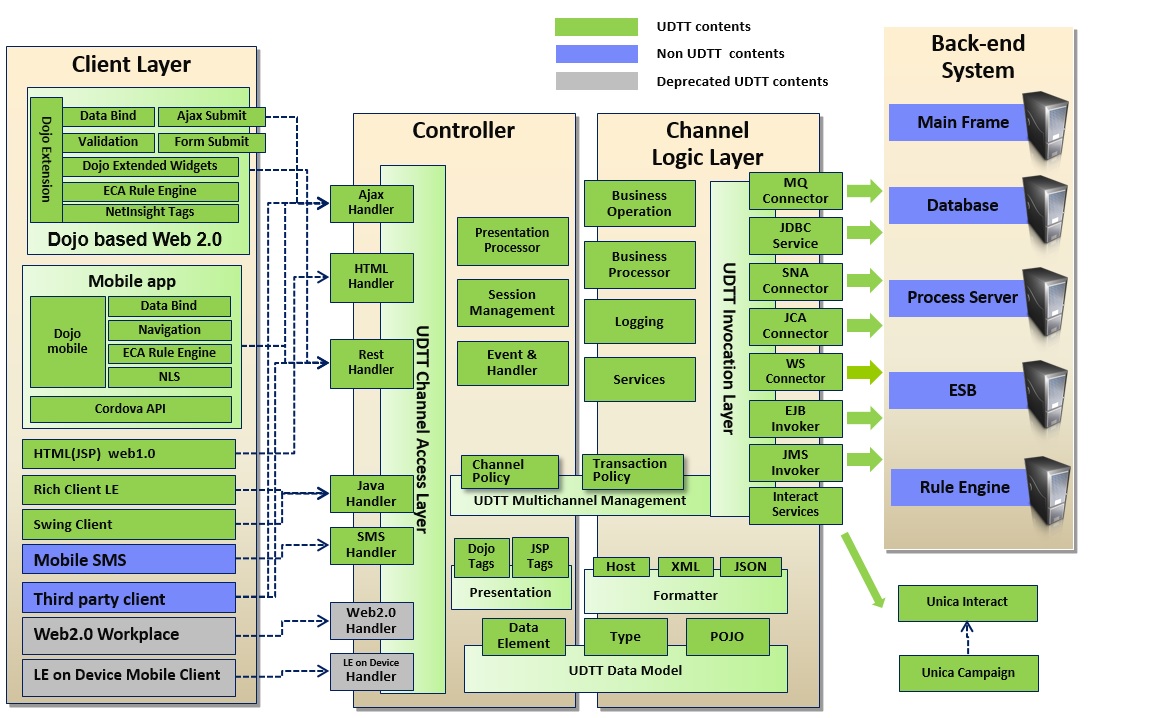 UDTT contents
Non UDTT contents
Deprecated UDTT contents
Client Layer
Dojo Extension
Data Bind
Ajax Submit
Validation
Form Submit
Dojo Extended Widgets
ECA Rule Engine
NetInsight Tags
Dojo based Web 2.0
Mobile app
Dojo
mobile
Data Bind
Navigation
ECA Rule Engine
NLS
Cordova API
HTML(JSP) web1.0
Rich Client LE
Swing Client
Mobile SMS
Third party client
Web2.0 Workplace
LE on Device Mobile Client
Controller
UDTT Channel Access Layer
Ajax
Handler
HTML
Handler
Rest
Handler
Java
Handler
SMS
Handler
Web2.0
Handler
LE on Device
Handler
Presentation
Processor
Session
Management
Event &
Handler
Channel
Policy
Transaction
Policy
UDTT Multichannel Management
Dojo
Tags
JSP
Tags
Presentation
Host
XML
JSON
Formatter
Data
Element
Type
POJO
UDTT Data Model
Channel
Logic Layer
Business
Operation
Business
Processor
Logging
Services
UDTT Invocation Layer
MQ
Connector
JDBC
Service
SNA
Connector
JCA
Connector
WS
Connector
EJB
Invoker
JMS
Invoker
Interact
Services
Back-end
System
Main Frame
Database
Process Server
ESB
Rule Engine
Unica Interact
Unica Campaign